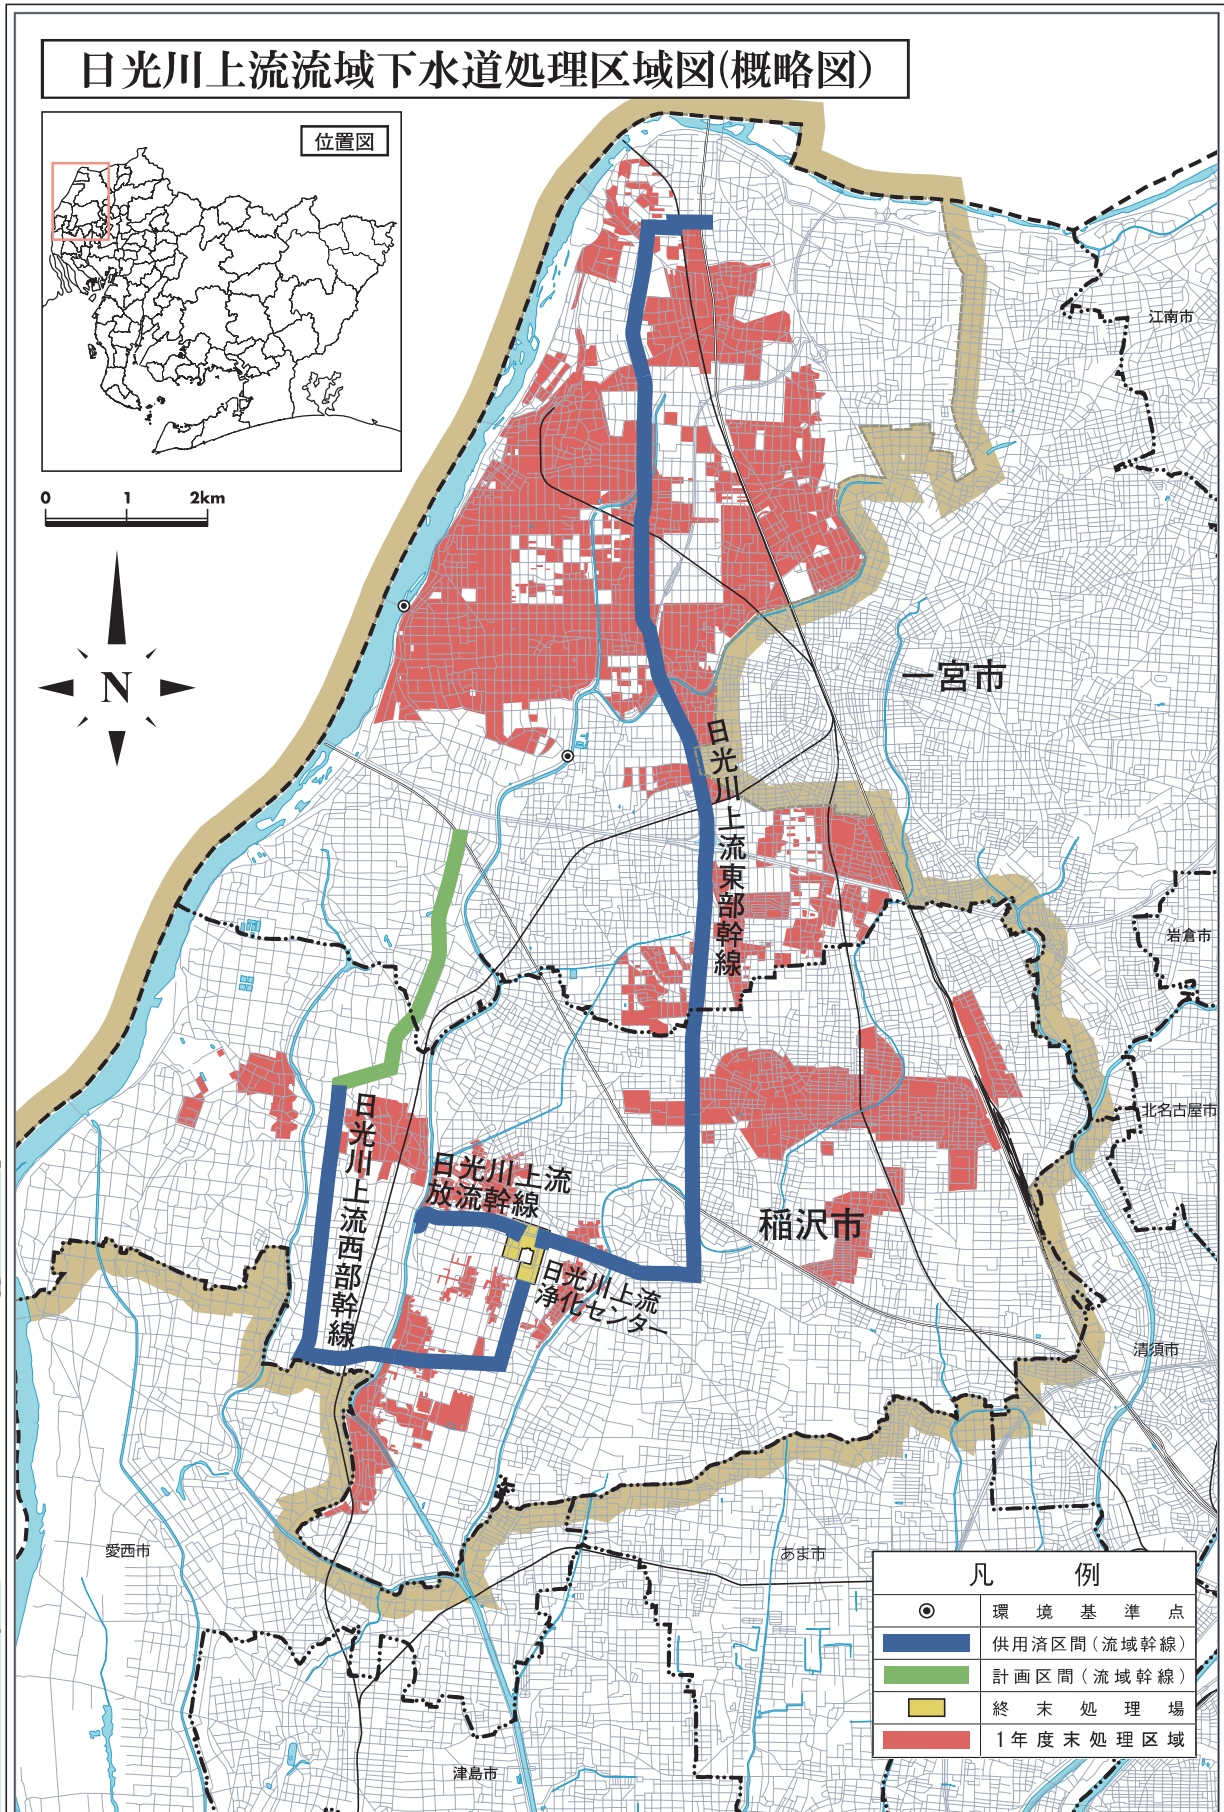 日光川上流流域下水道処理区域図(概略図)
位置図
0 1 2km
N
江南市
一宮市
日光川上流東部幹線
岩倉市
北名古屋市
日光川上流西部幹線
日光川上流
放流幹線
稲沢市
日光川上流
浄化センター
清須市
愛西市
あま市
津島市
凡例
環境基準点
供用済区間(流域幹線)
計画区間(流域幹線)
終末処理場
1年度末処理区域